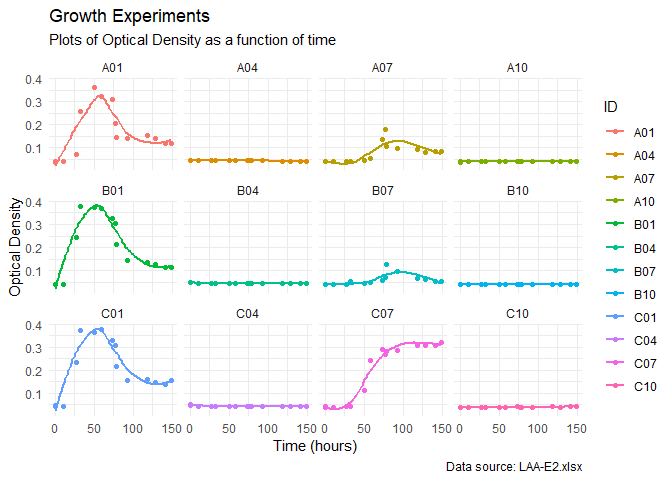 Growth Experiments
Plots of Optical Density as a function of time
A01 A04 A07 A10
0.4
0.3
0.2
0.1
B01 B04 B07 B10
0.4
0.3
0.2
0.1
C01 C04 C07 C10
0.4
0.3
0.2
0.1
Optical Density
0 50 100 150 0 50 100 150 0 50 100 150 0 50 100 150
Time (hours)
Data source: LAA-E2.xlsx
ID
A01
A04
A07
A10
B01
B04
B07
B10
C01
C04
C07
C10